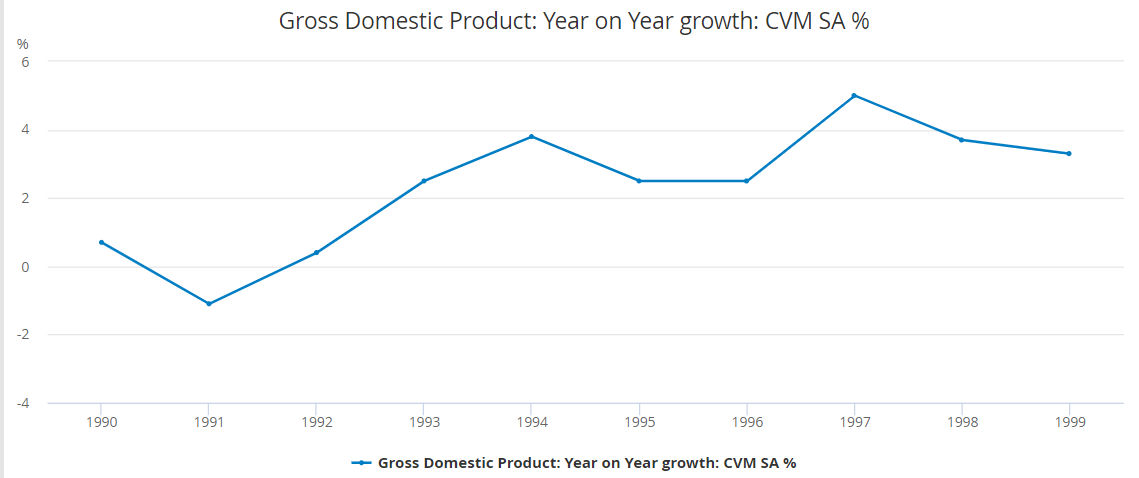 Gross Domestic Product: Year on Year growth: CVM SA %
%
6
4
2
0
-2
-4
1990 1991 1992 1993 1994 1995 1996 1997 1998 1999
Gross Domestic Product: Year on Year growth: CVM SA %